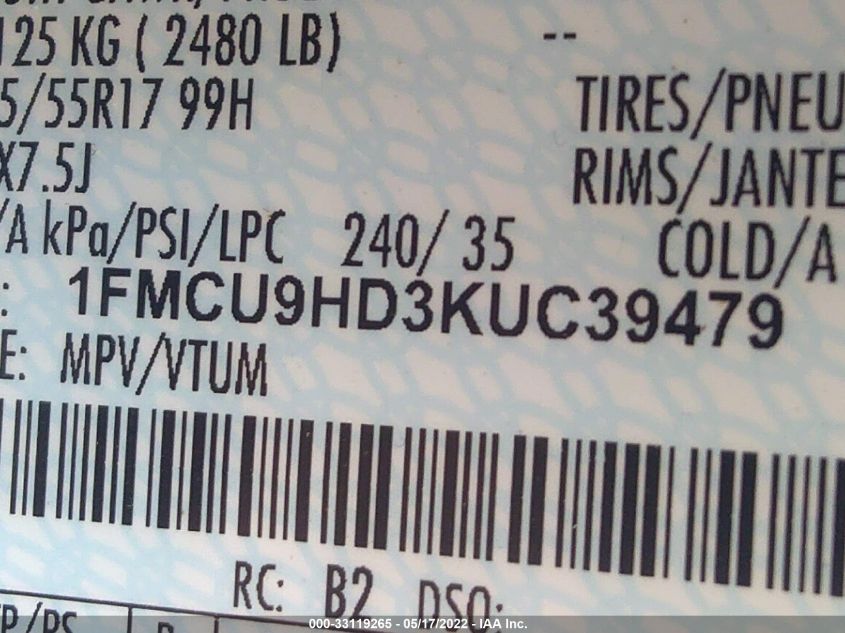 125 KG ( 2480 LB) --
5/55R17 99H TIRES/PNEU
X7.5J RIMS/JANTE
/A kPa/PSI/LPC 240/ 35 COLD/A
: 1FMCU9HD3KUC39479
E: MPV/VTUM
RC: B2 DSO:
000-33119265 - 05/17/2022 - IAA Inc.